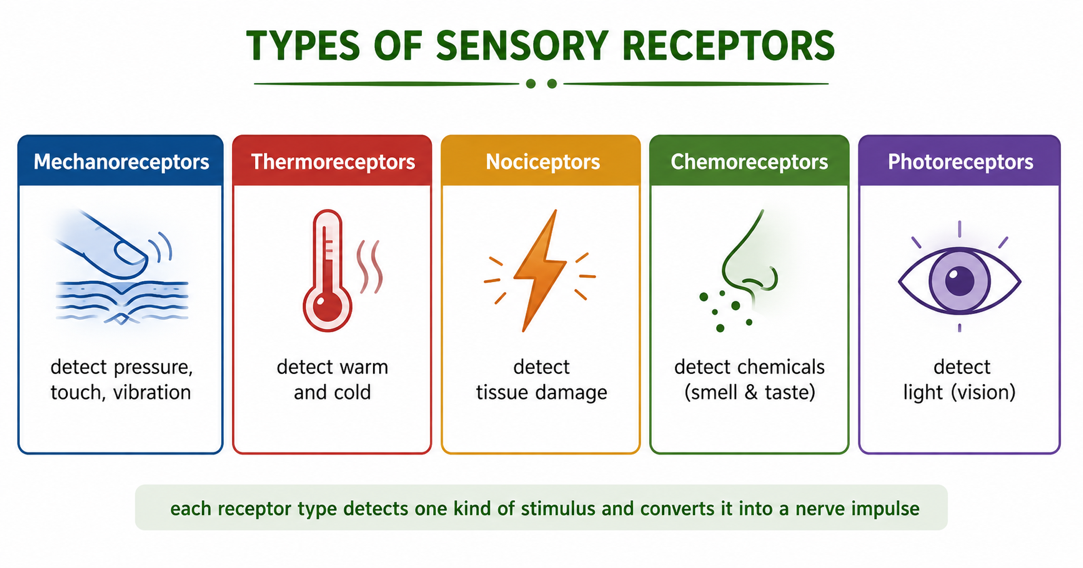 TYPES OF SENSORY RECEPTORS
Mechanoreceptors
detect pressure,
touch, vibration
Thermoreceptors
detect warm
and cold
Nociceptors
detect
tissue damage
Chemoreceptors
detect chemicals
(smell & taste)
Photoreceptors
detect
light (vision)
each receptor type detects one kind of stimulus and converts it into a nerve impulse